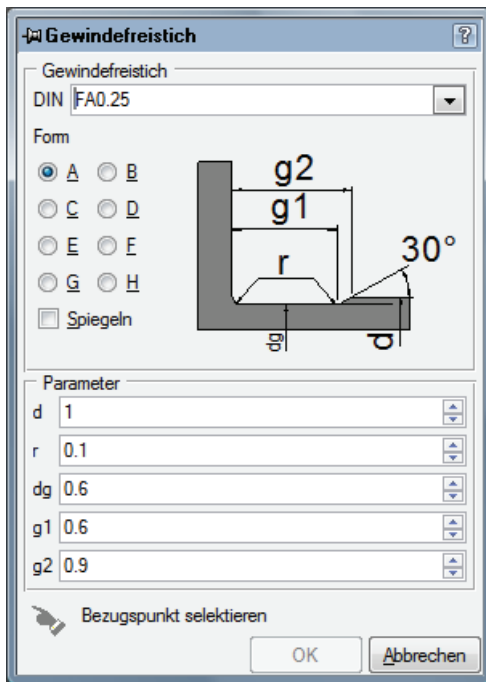 Gewindefreistich ?
Gewindefreistich
DIN FA0.25
Form
A B
C D
E F
G H
Spiegeln
g2
g1
30°
r
dg
d
Parameter
d 1
r 0.1
dg 0.6
g1 0.6
g2 0.9
Bezugspunkt selektieren
OK Abbrechen